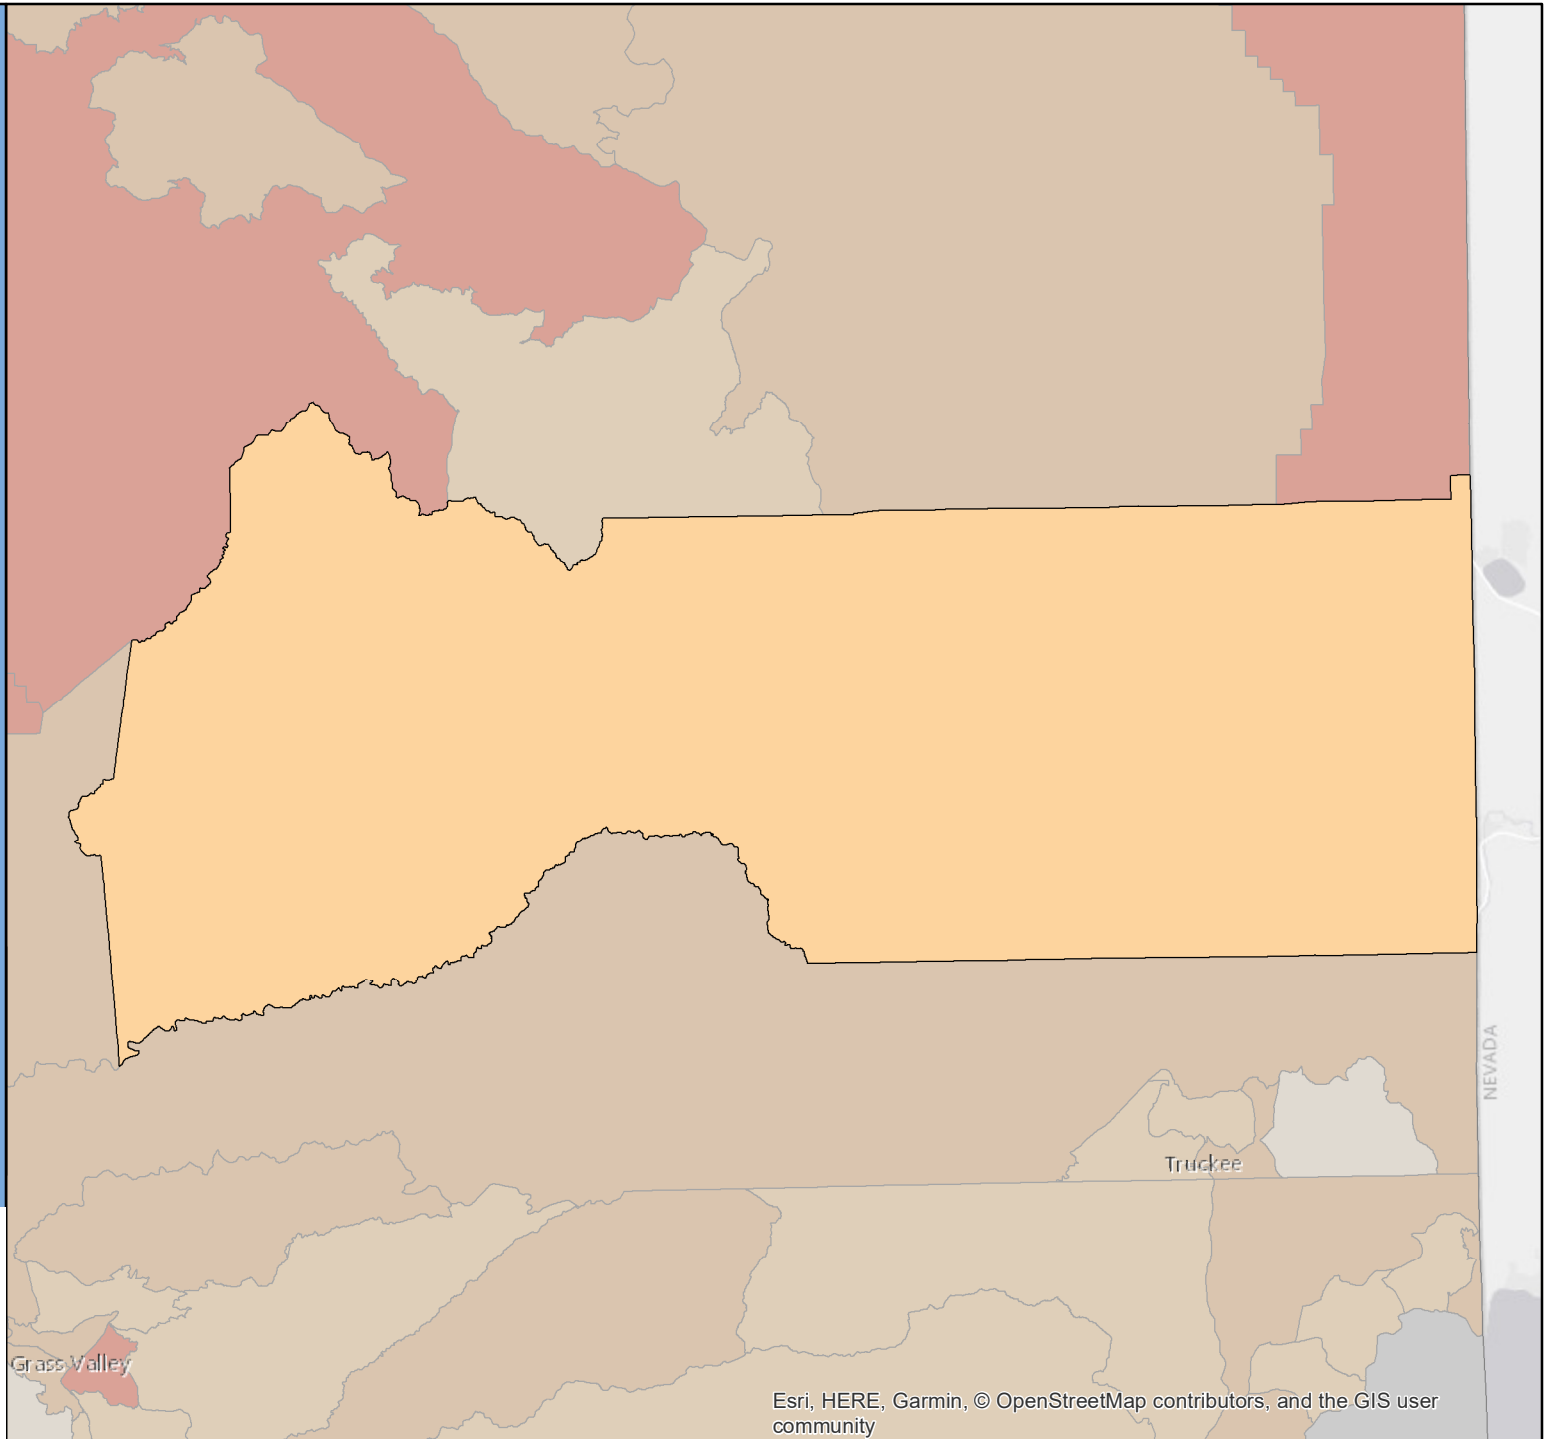 NEVADA
Truckee
Grass Valley
Esri, HERE, Garmin, © OpenStreetMap contributors, and the GIS user
community